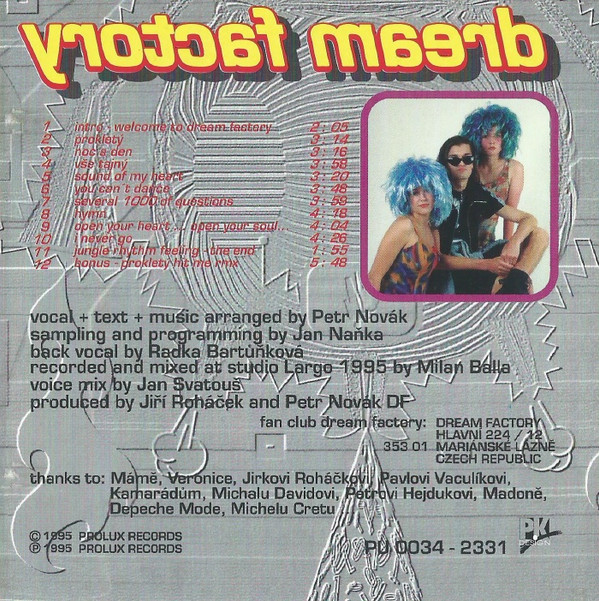 dream factory
1 intro - welcome to dream factory 2:05
2 prokletý 3:14
3 noc a den 3:16
4 vše tajný 3:58
5 sound of my heart 3:20
6 you can't dance 3:48
7 several 1000 of questions 3:59
8 hymn 4:18
9 open your heart ... open your soul... 4:04
10 I never go 4:26
11 jungle rhythm feeling - the end 1:55
12 bonus - prokletý hit me rmx 5:48
vocal + text + music arranged by Petr Novák
sampling and programming by Jan Naňka
back vocal by Radka Bartůňková
recorded and mixed at studio Largo 1995 by Milan Balla
voice mix by Jan Svatouš
produced by Jiří Roháček and Petr Novák DF
fan club dream factory: DREAM FACTORY
HLAVNÍ 224 / 12
353 01 MARIÁNSKÉ LÁZNĚ
CZECH REPUBLIC
thanks to: Mámě, Veronice, Jirkovi Roháčkovi, Pavlovi Vaculíkovi,
Kamarádům, Michalu Davidovi, Petrovi Hejdukovi, Madoně,
Depeche Mode, Michelu Cretu
© 1995 PROLUX RECORDS
℗ 1995 PROLUX RECORDS
PU 0034 - 2331
DESIGN